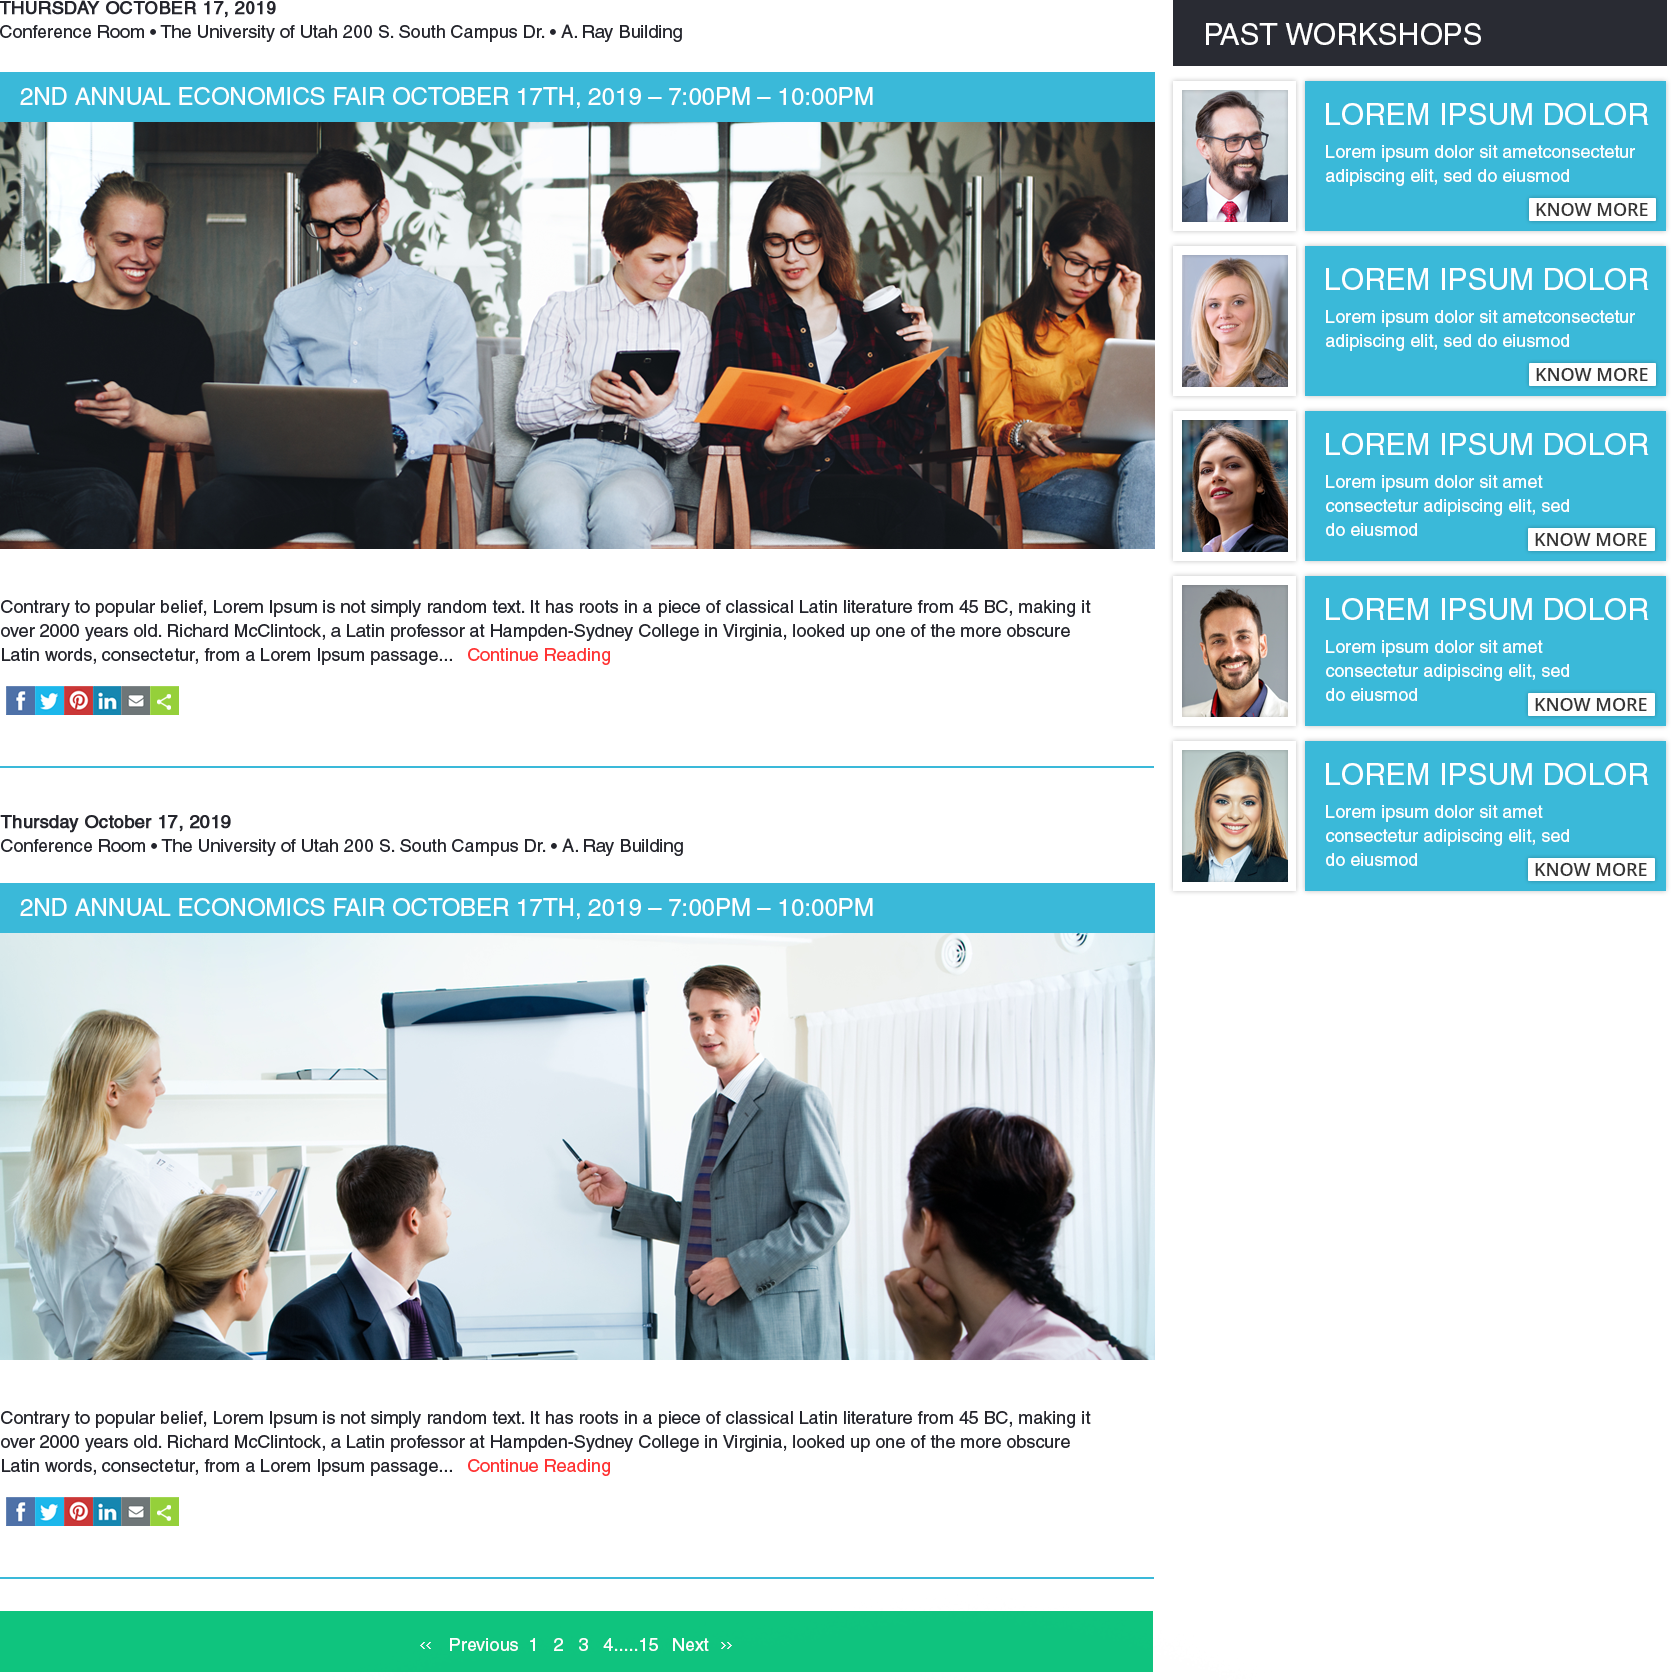 THURSDAY OCTOBER 17, 2019
Conference Room • The University of Utah 200 S. South Campus Dr. • A. Ray Building
2ND ANNUAL ECONOMICS FAIR OCTOBER 17TH, 2019 – 7:00PM – 10:00PM
Contrary to popular belief, Lorem Ipsum is not simply random text. It has roots in a piece of classical Latin literature from 45 BC, making it
over 2000 years old. Richard McClintock, a Latin professor at Hampden-Sydney College in Virginia, looked up one of the more obscure
Latin words, consectetur, from a Lorem Ipsum passage... Continue Reading
Thursday October 17, 2019
Conference Room • The University of Utah 200 S. South Campus Dr. • A. Ray Building
2ND ANNUAL ECONOMICS FAIR OCTOBER 17TH, 2019 – 7:00PM – 10:00PM
17
Contrary to popular belief, Lorem Ipsum is not simply random text. It has roots in a piece of classical Latin literature from 45 BC, making it
over 2000 years old. Richard McClintock, a Latin professor at Hampden-Sydney College in Virginia, looked up one of the more obscure
Latin words, consectetur, from a Lorem Ipsum passage... Continue Reading
‹‹ Previous 1 2 3 4.....15 Next ››
PAST WORKSHOPS
LOREM IPSUM DOLOR
Lorem ipsum dolor sit ametconsectetur
adipiscing elit, sed do eiusmod
KNOW MORE
LOREM IPSUM DOLOR
Lorem ipsum dolor sit ametconsectetur
adipiscing elit, sed do eiusmod
KNOW MORE
LOREM IPSUM DOLOR
Lorem ipsum dolor sit amet
consectetur adipiscing elit, sed
do eiusmod
KNOW MORE
LOREM IPSUM DOLOR
Lorem ipsum dolor sit amet
consectetur adipiscing elit, sed
do eiusmod
KNOW MORE
LOREM IPSUM DOLOR
Lorem ipsum dolor sit amet
consectetur adipiscing elit, sed
do eiusmod
KNOW MORE